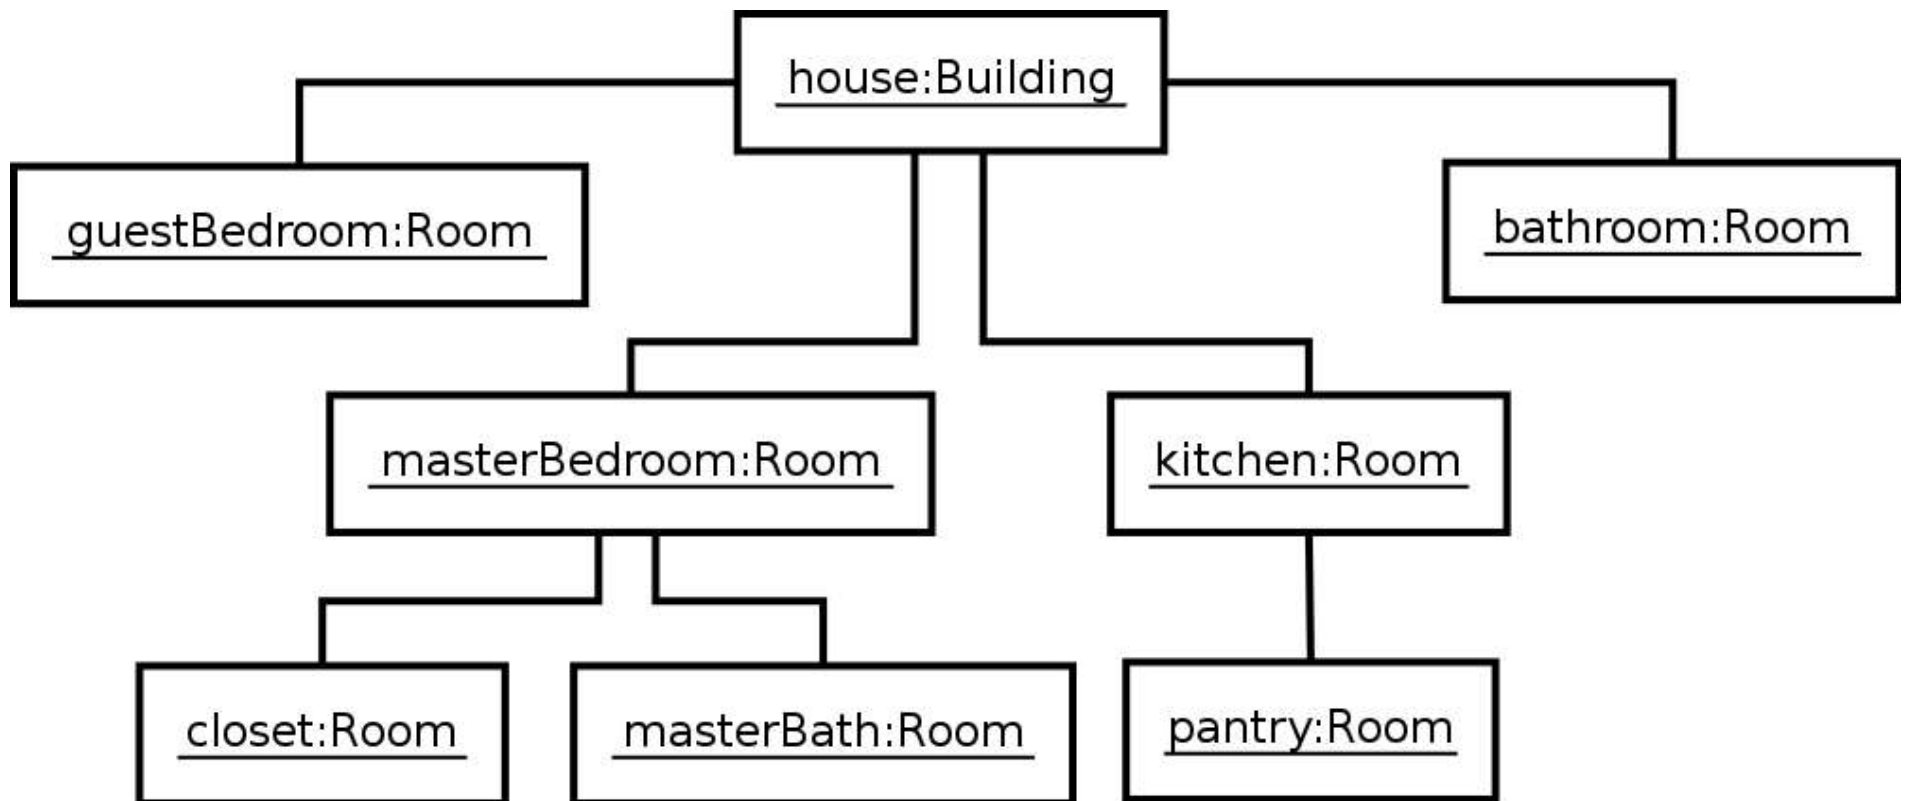 house:Building
guestBedroom:Room
bathroom:Room
masterBedroom:Room
kitchen:Room
closet:Room
masterBath:Room
pantry:Room